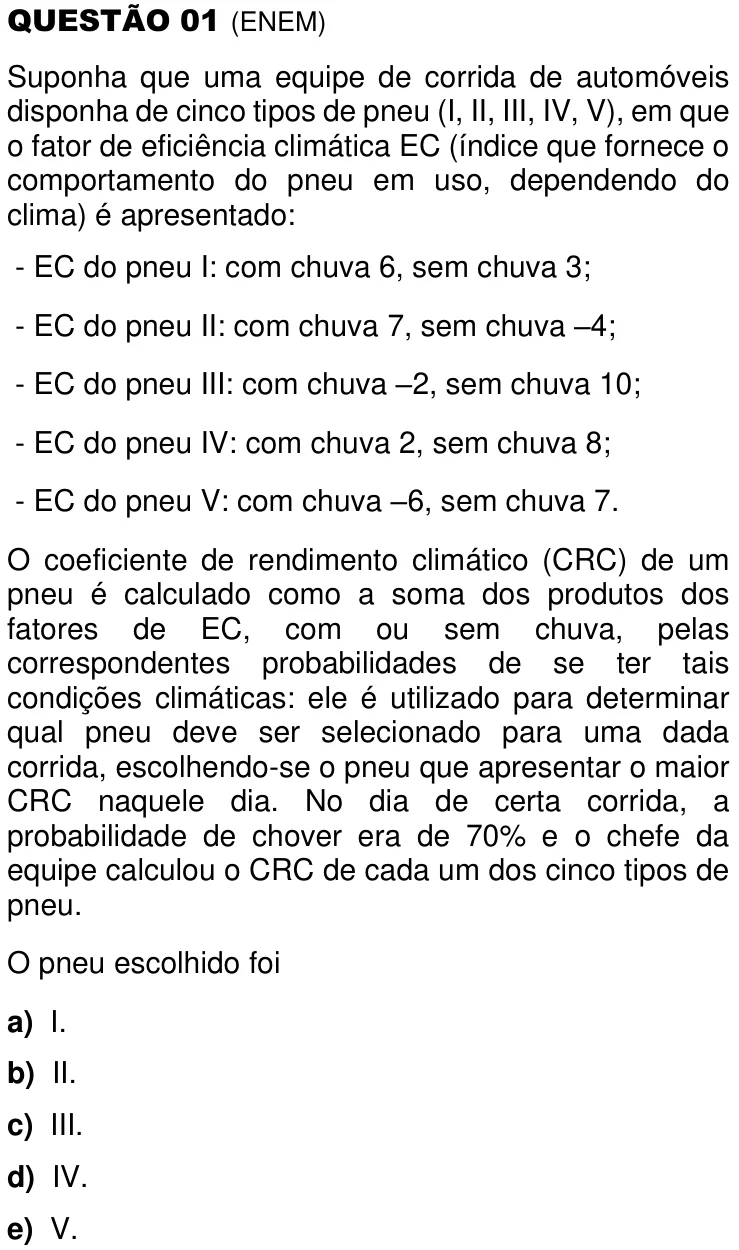 QUESTÃO 01 (ENEM)
Suponha que uma equipe de corrida de automóveis
disponha de cinco tipos de pneu (I, II, III, IV, V), em que
o fator de eficiência climática EC (índice que fornece o
comportamento do pneu em uso, dependendo do
clima) é apresentado:
- EC do pneu I: com chuva 6, sem chuva 3;
- EC do pneu II: com chuva 7, sem chuva –4;
- EC do pneu III: com chuva –2, sem chuva 10;
- EC do pneu IV: com chuva 2, sem chuva 8;
- EC do pneu V: com chuva –6, sem chuva 7.
O coeficiente de rendimento climático (CRC) de um
pneu é calculado como a soma dos produtos dos
fatores de EC, com ou sem chuva, pelas
correspondentes probabilidades de se ter tais
condições climáticas: ele é utilizado para determinar
qual pneu deve ser selecionado para uma dada
corrida, escolhendo-se o pneu que apresentar o maior
CRC naquele dia. No dia de certa corrida, a
probabilidade de chover era de 70% e o chefe da
equipe calculou o CRC de cada um dos cinco tipos de
pneu.
O pneu escolhido foi
a) I.
b) II.
c) III.
d) IV.
e) V.